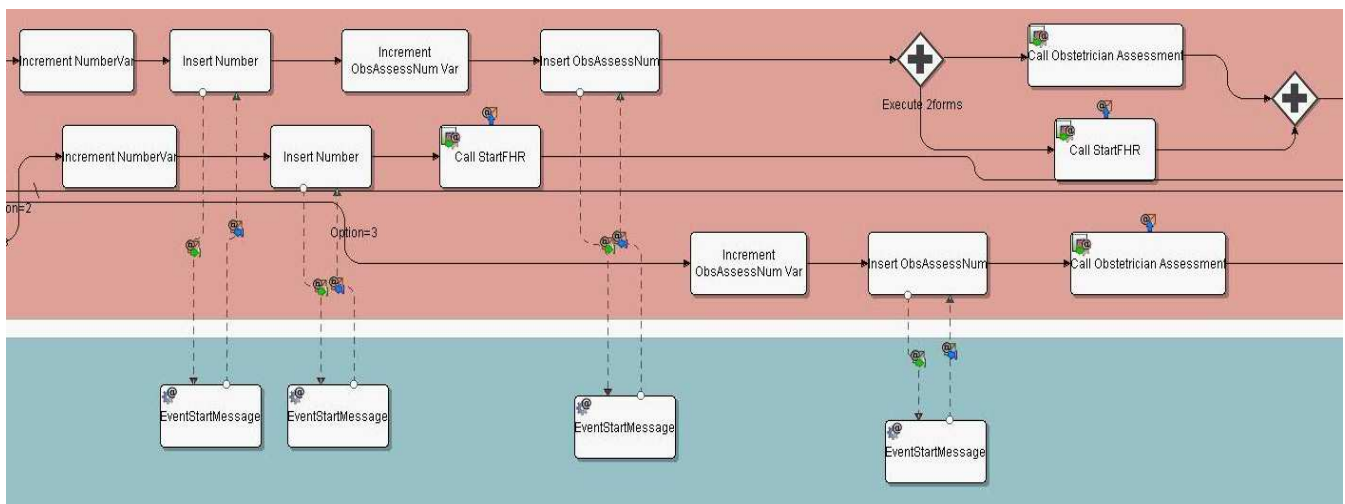 Increment NumberVar
Insert Number
Increment
ObsAssessNum Var
Insert ObsAssessNum
Execute 2forms
Call Obstetrician Assessment
Call StartFHR
Increment NumberVar
Insert Number
Call StartFHR
on=2
Option=3
Increment
ObsAssessNum Var
Insert ObsAssessNum
Call Obstetrician Assessment
EventStartMessage
EventStartMessage
EventStartMessage
EventStartMessage